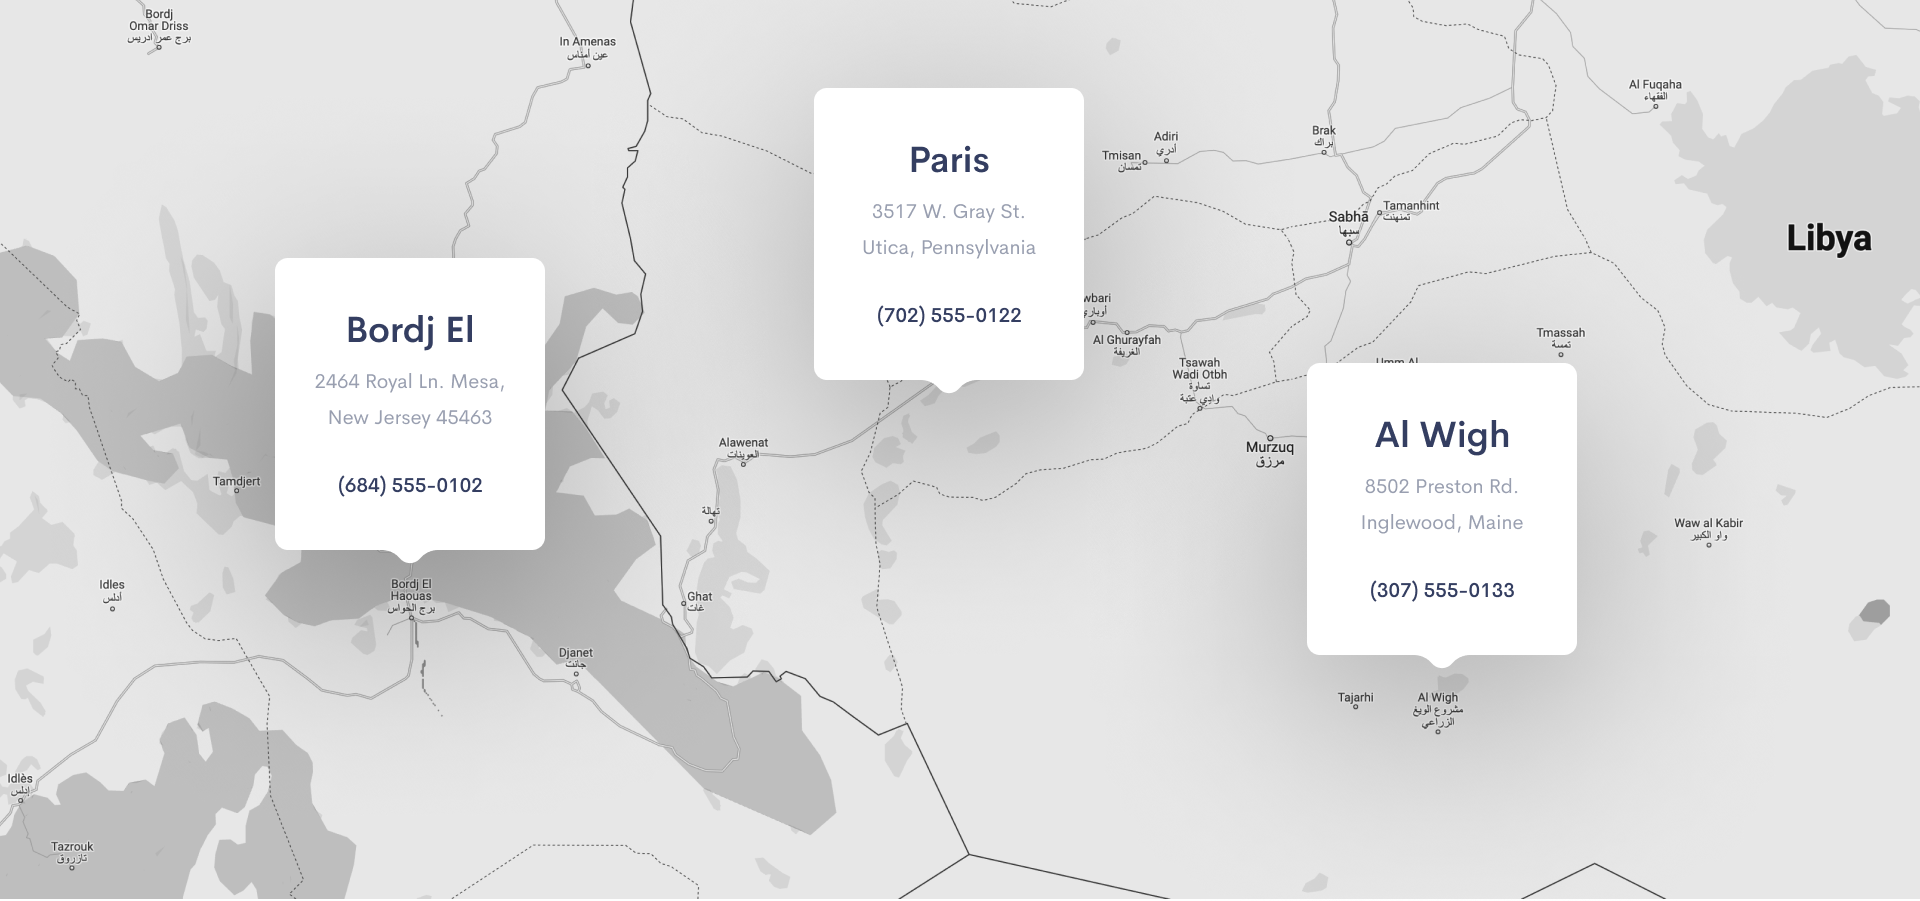 Bordj
Omar Driss
برج عمر ادريس
In Amenas
عين أمناس
Al Fuqaha
الفقهاء
Brak
براك
Adiri
أدري
Tmisan
تمسان
Paris
3517 W. Gray St.
Utica, Pennsylvania
(702) 555-0122
Tamanhint
تمنهنت
Sabhā
سبها
Libya
Bordj El
2464 Royal Ln. Mesa,
New Jersey 45463
(684) 555-0102
wbari
أوباري
Al Ghurayfah
الغريفة
Tmassah
تمسة
Tsawah
Wadi Otbh
تساوة
وادي عتبة
Umm Al
Al Wigh
8502 Preston Rd.
Inglewood, Maine
(307) 555-0133
Alawenat
العوينات
Murzuq
مرزق
Tamdjert
تهالة
Waw al Kabir
واو الكبير
Idles
أدلس
Bordj El
Haouas
برج الحواس
Ghat
غات
Djanet
جانت
Tajarhi
Al Wigh
مشروع الويغ
الزراعي
Idlès
إدلس
Tazrouk
تازروق